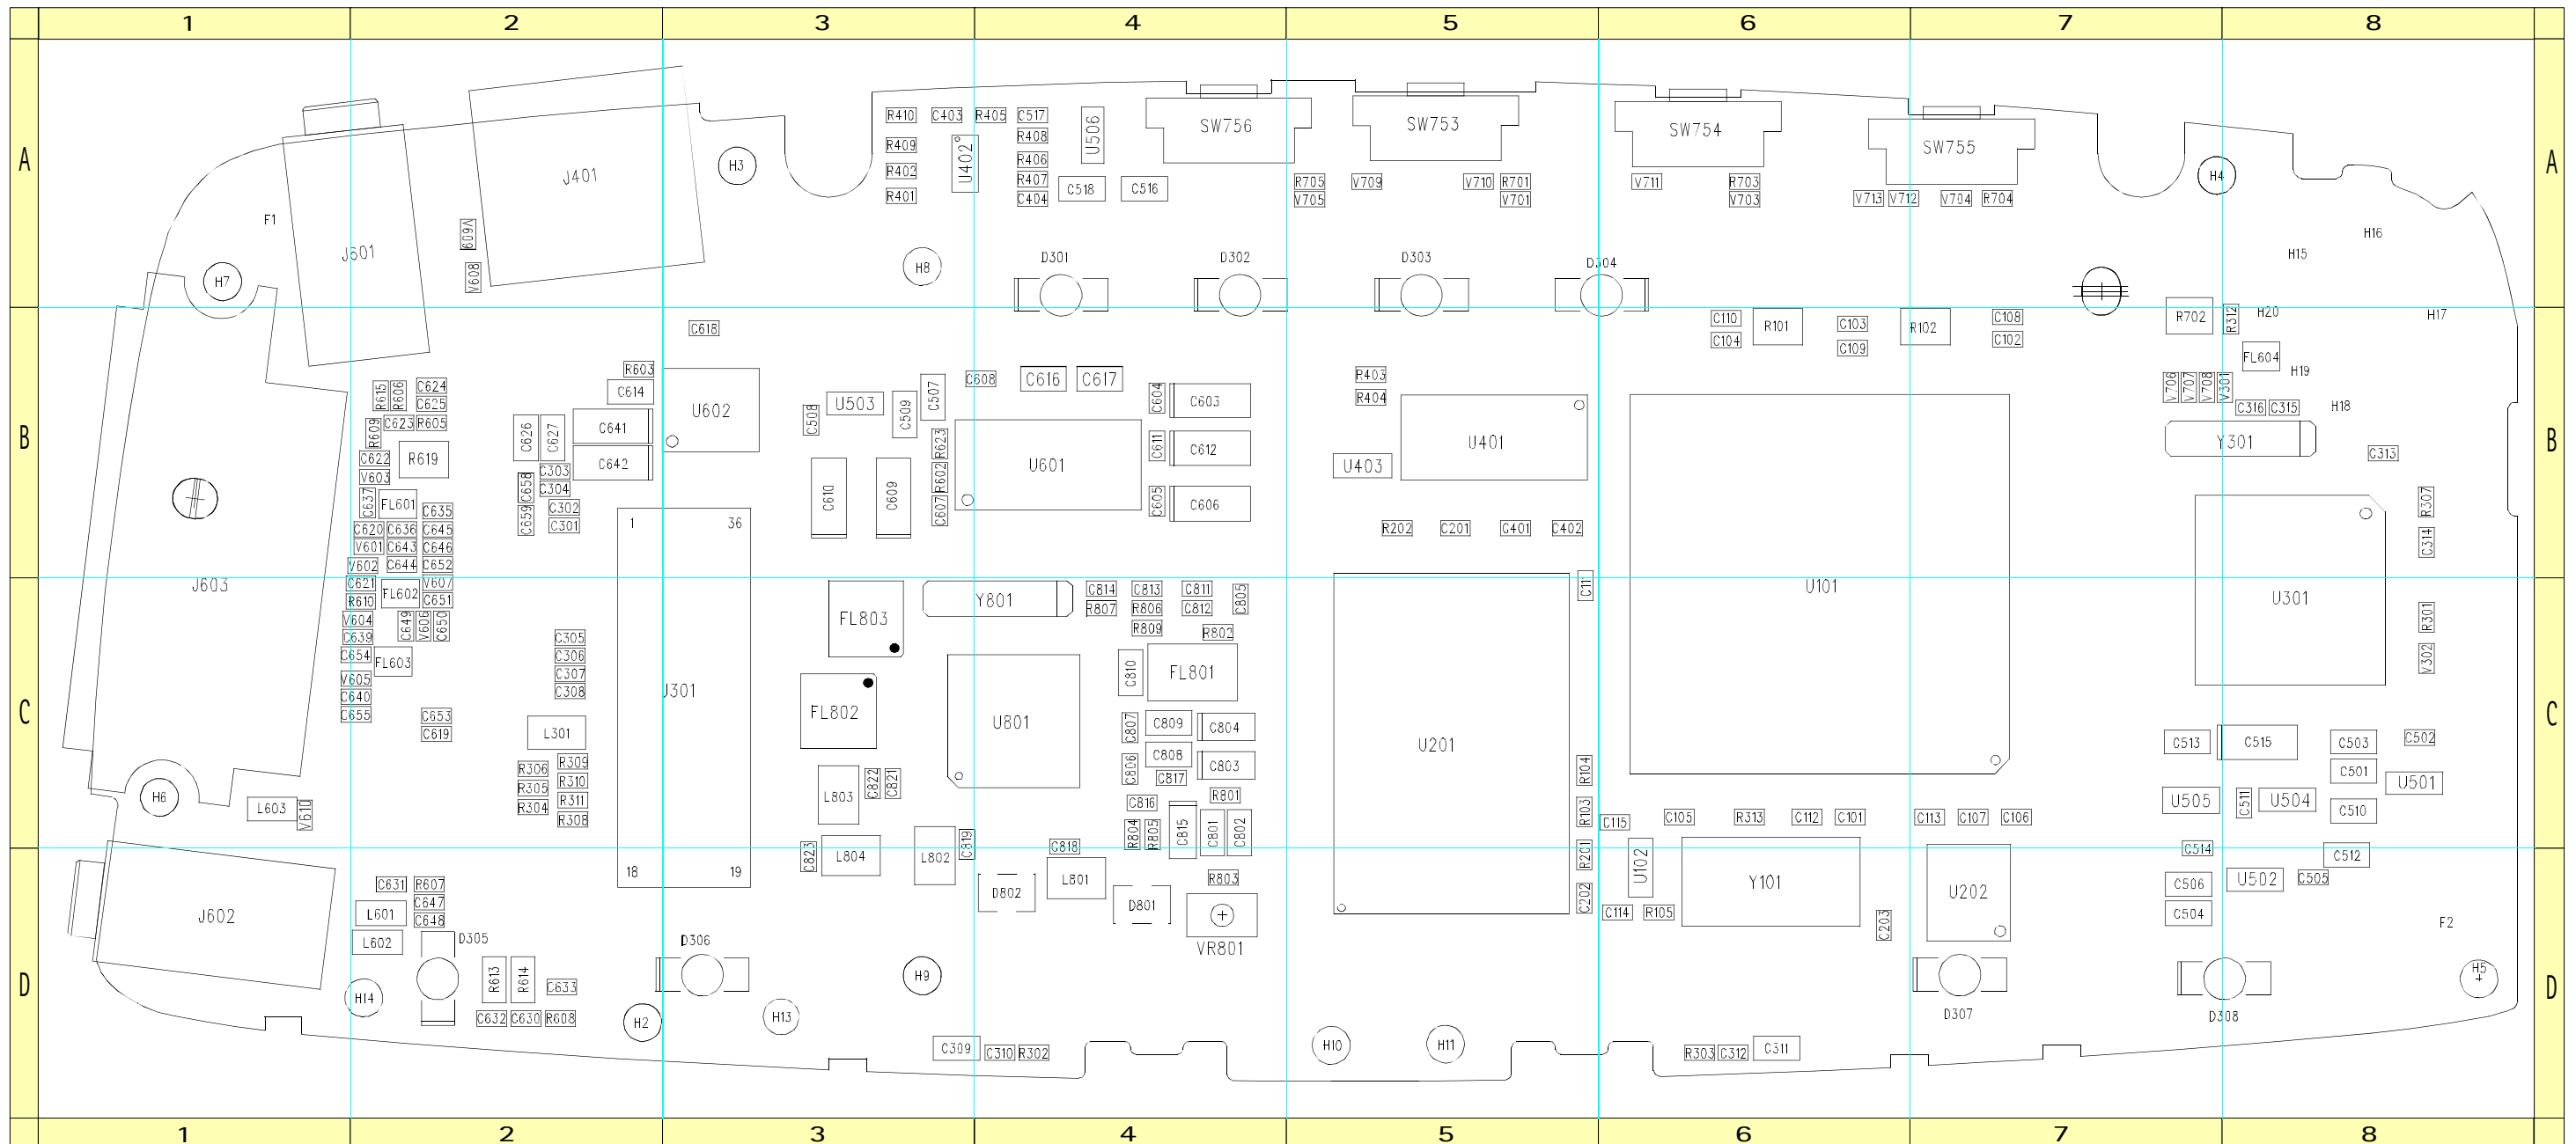 1 2 3 4 5 6 7 8
A A
R410 C403 R405 C517
SW756 SW753 SW754 SW755
R409 U402 R408 U506
H3 R402 R406
J401 R401 R407 C404 C518 C516
R705 V709 V710 R701 V711 R703 H4
V705 V701 V703 V713 V712 V704 R704
F1 609A H16
J601 V608 H8 D301 D302 D303 D304 H15
H7
C618 C110 R101 C103 R102 C108 R702 R312 H20 H17
C104 C109 C102 FL604
R603 C608 C616 C617 R403 H19
R615 R606 C624 C614 U602 U503 C507 C604 C603 R404 V706 V707 V708 V301
C625 C508 C509 C316 C315 H18
B B
R609 C623 R605 C626 C627 C641 R623 U601 C611 C612 U401 Y301
C622 R619 C642 R602 U403 C313
V603 C303 C658 C304 C610 C609
C637 FL601 C635 C659 C302 1 36 C607 C605 C606 R307
C620 C636 C645 C301 R202 C201 C401 C402 C314
V601 C643 C646
V602 C644 C652
J603 C621 V607 C814 C813 C811 C805 C111 U101
R610 FL602 C651 Y801 R807 R806 C812 U301
V604 C649 V606 C650 FL803 R809 R802 R301
C639 C305
C654 FL603 C306 C810 FL801 V302
V605 C307
C640 C308 J301
C C
C655 C653 FL802 U801 C807 C809 C804
C619 L301 U201 C513 C515 C503 C502
R306 R309 C806 C808 C803 R104 C501
R305 R310 L803 C822 C821 C817 U501
H6 R304 R311 C816 R801 U505 C511 U504
L603 V610 R308 R804 R805 C815 C801 C802 R103 C115 C105 R313 C112 C101 C113 C107 C106 C510
C823 L804 L802 C819 C818 R201 U102 C514 C512
18 19 D802 L801 R803 Y101 U202 C506 U502 C505
C631 R607 C647 D801 C202
J602 L601 C648 VR801 C114 R105 C203 C504 F2
L602 D305 D306
D D
H14 R613 R614 C633 H9 H5
C632 C630 R608 H2 H13 D307 D308
C309 C310 R302 H10 H11 R303 C312 C311
1 2 3 4 5 6 7 8